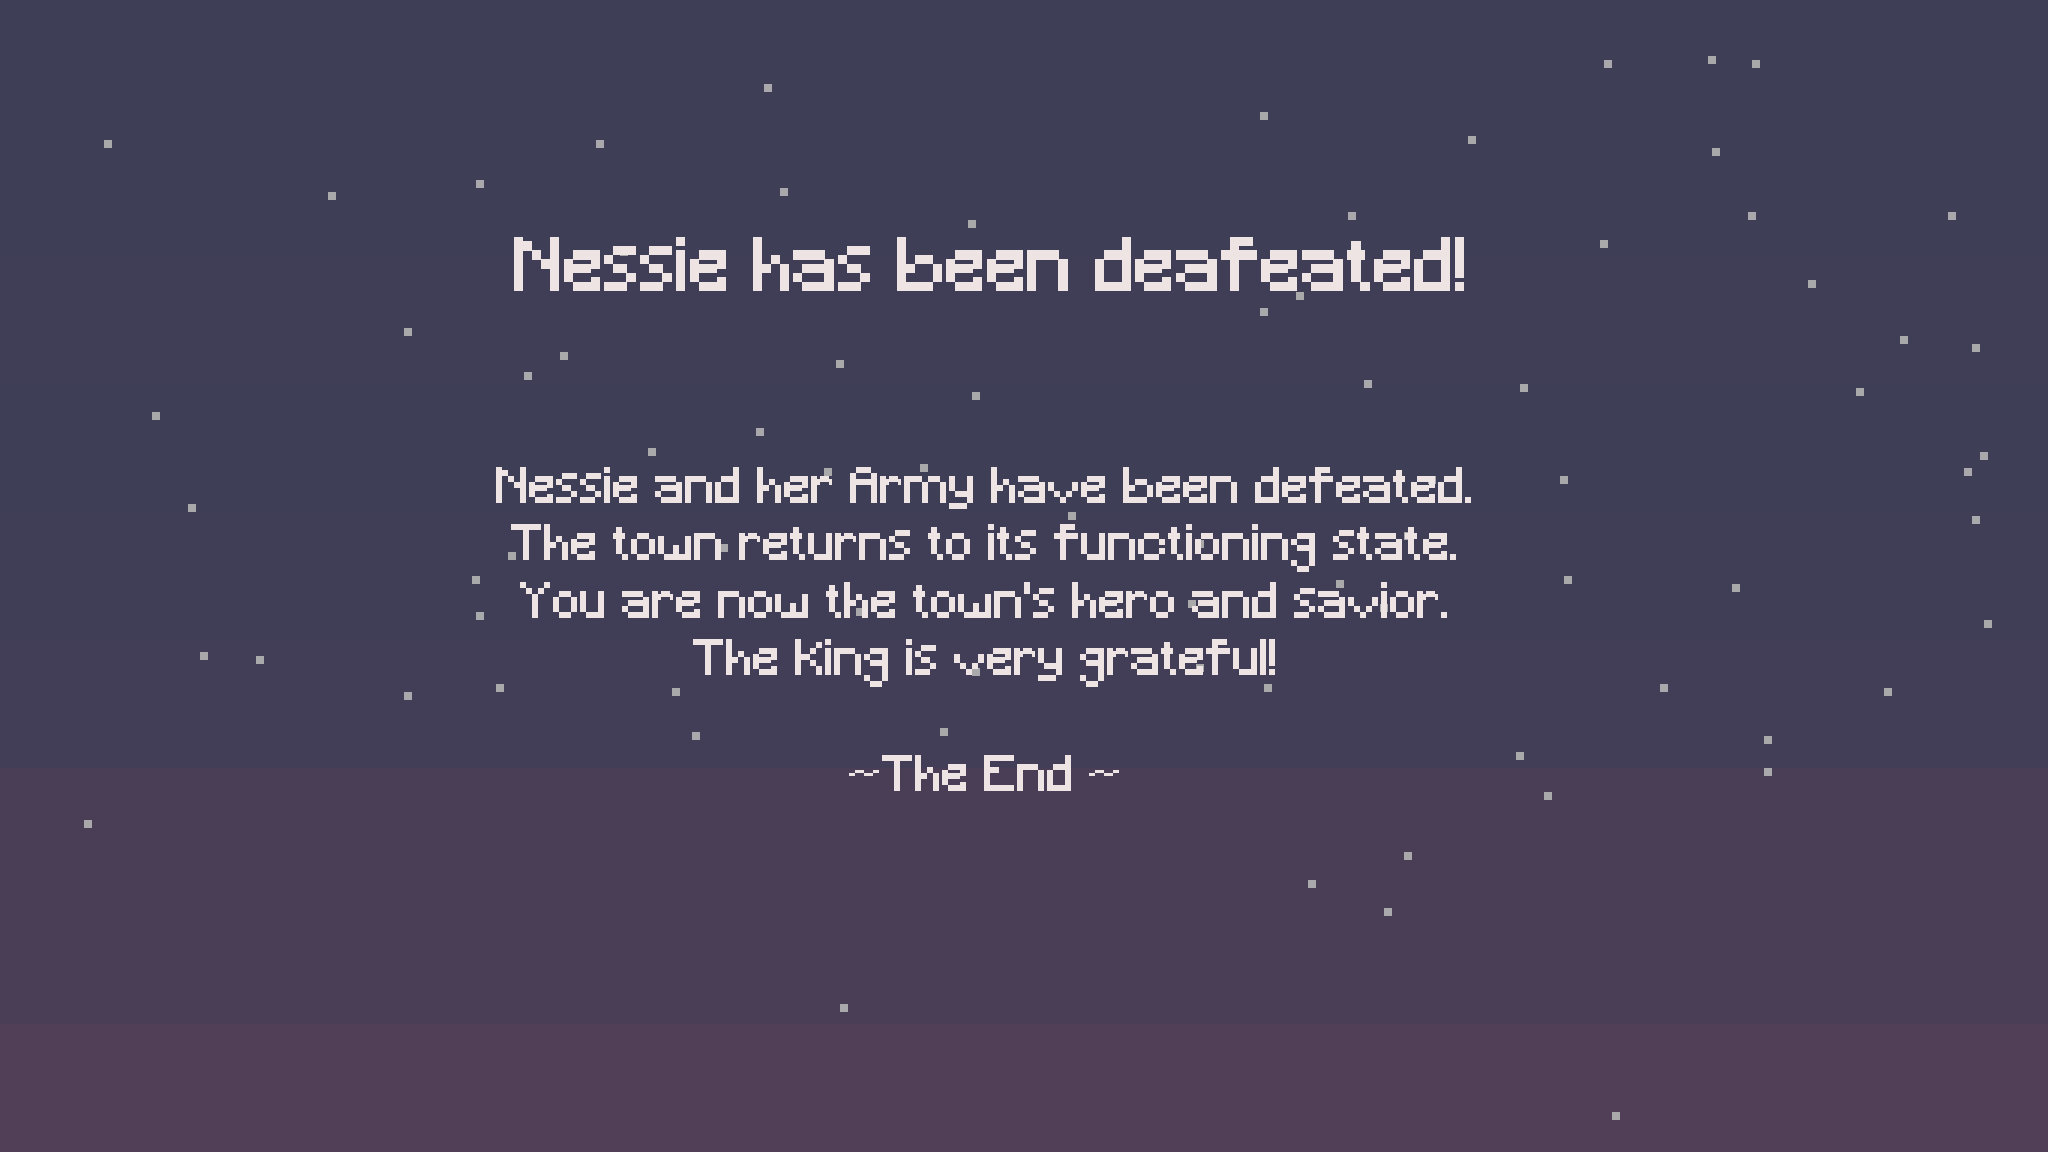 Nessie has been deafeated!
Nessie and her Army have been defeated.
The town returns to its functioning state.
You are now the town's hero and savior.
The King is very grateful!
~The End ~